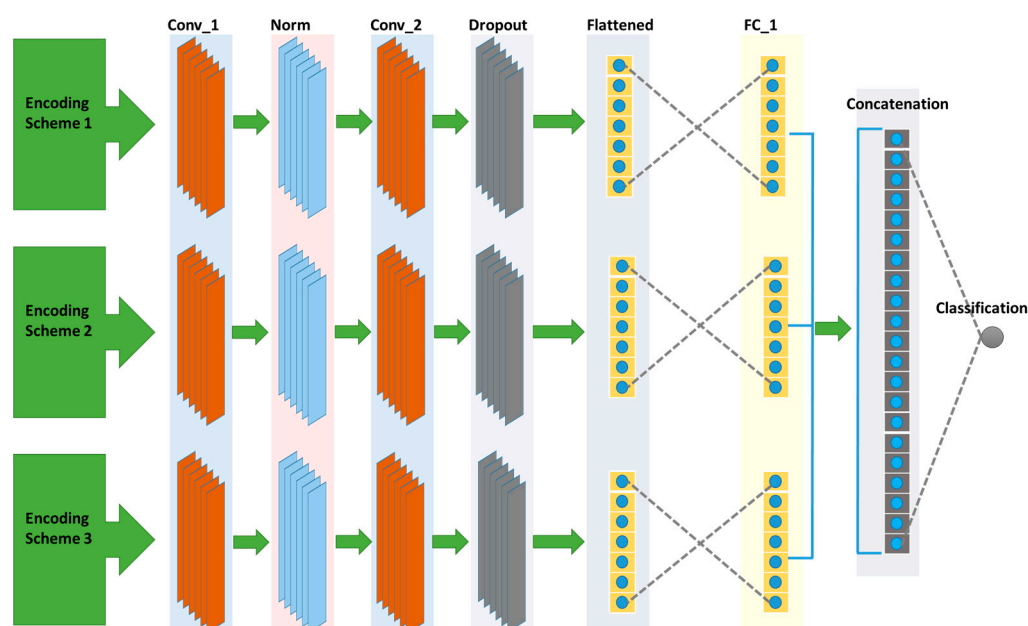 Conv_1
Norm
Conv_2
Dropout
Flattened
FC_1
Encoding
Scheme 1
Concatenation
Encoding
Scheme 2
Classification
Encoding
Scheme 3